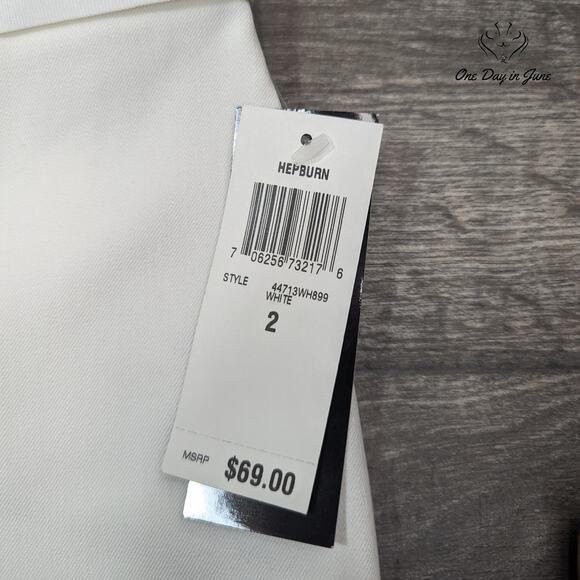 One Day in June
HEPBURN
7 06256 73217 6
STYLE 44713WH899
WHITE
2
MSRP $69.00